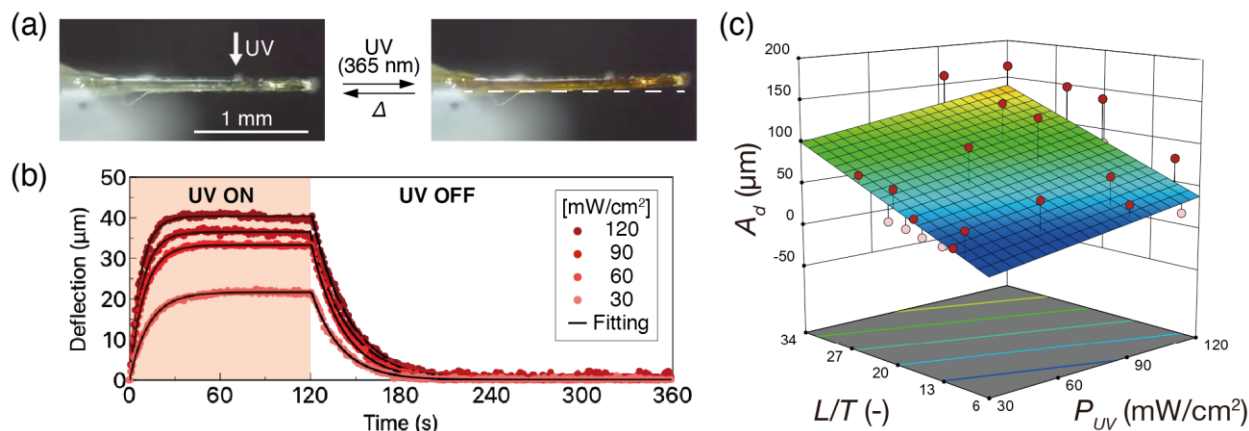 (a)
UV
1 mm
UV
(365 nm)
Δ
(b)
Deflection (μm)
50
40
30
20
10
0
UV ON
UV OFF
[mW/cm²]
120
90
60
30
Fitting
0
60
120
180
240
300
360
Time (s)
(c)
A_d (μm)
200
150
100
50
0
-50
34
27
20
13
6
L/T (-)
30
60
90
120
P_UV (mW/cm²)